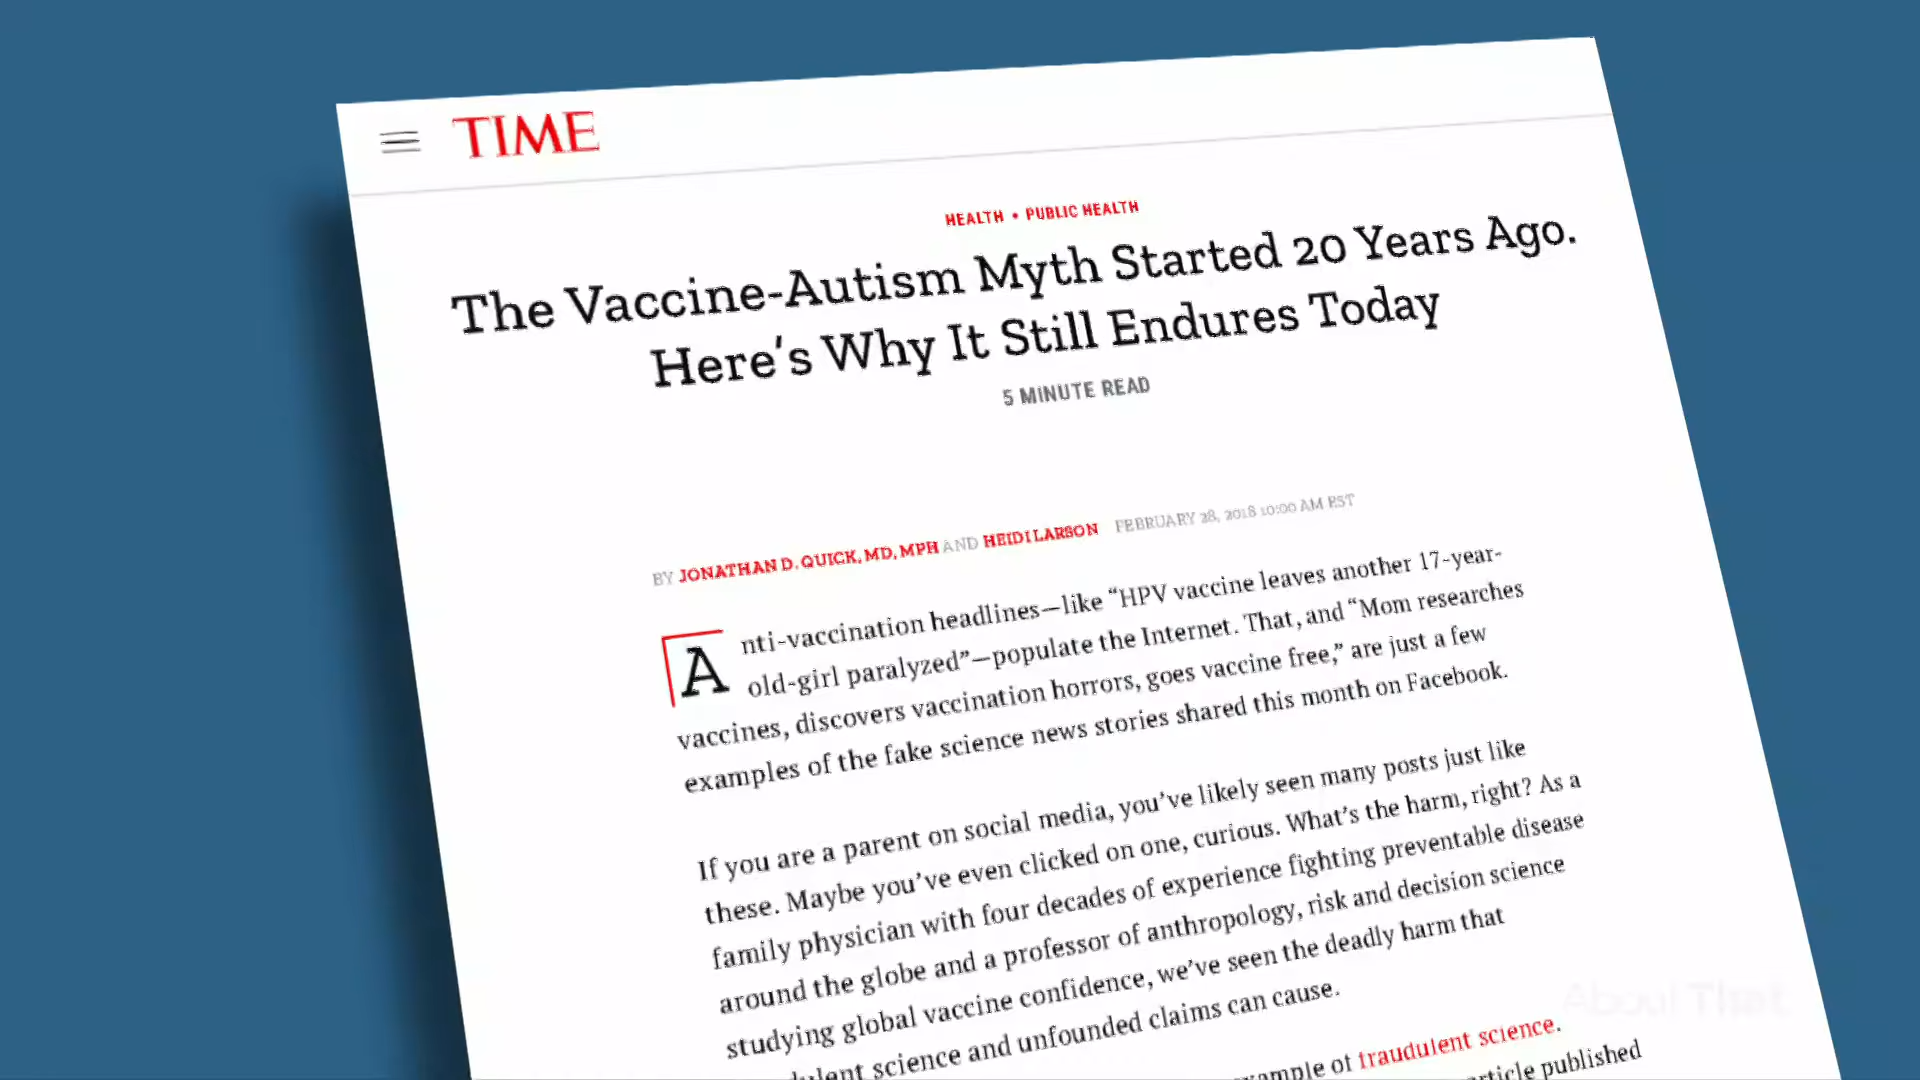 TIME
HEALTH • PUBLIC HEALTH
The Vaccine-Autism Myth Started 20 Years Ago.
Here's Why It Still Endures Today
5 MINUTE READ
BY JONATHAN D. QUICK, MD, MPH AND HEIDI LARSON FEBRUARY 28, 2018 10:00 AM EST
Anti-vaccination headlines—like “HPV vaccine leaves another 17-year-
old-girl paralyzed”—populate the Internet. That, and “Mom researches
vaccines, discovers vaccination horrors, goes vaccine free,” are just a few
examples of the fake science news stories shared this month on Facebook.
If you are a parent on social media, you’ve likely seen many posts just like
these. Maybe you’ve even clicked on one, curious. What’s the harm, right? As a
family physician with four decades of experience fighting preventable disease
around the globe and a professor of anthropology, risk and decision science
studying global vaccine confidence, we’ve seen the deadly harm that
science and unfounded claims can cause.
of fraudulent science.
published
About That